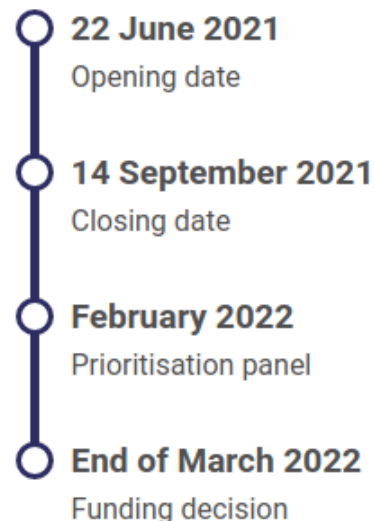 22 June 2021
Opening date
14 September 2021
Closing date
February 2022
Prioritisation panel
End of March 2022
Funding decision